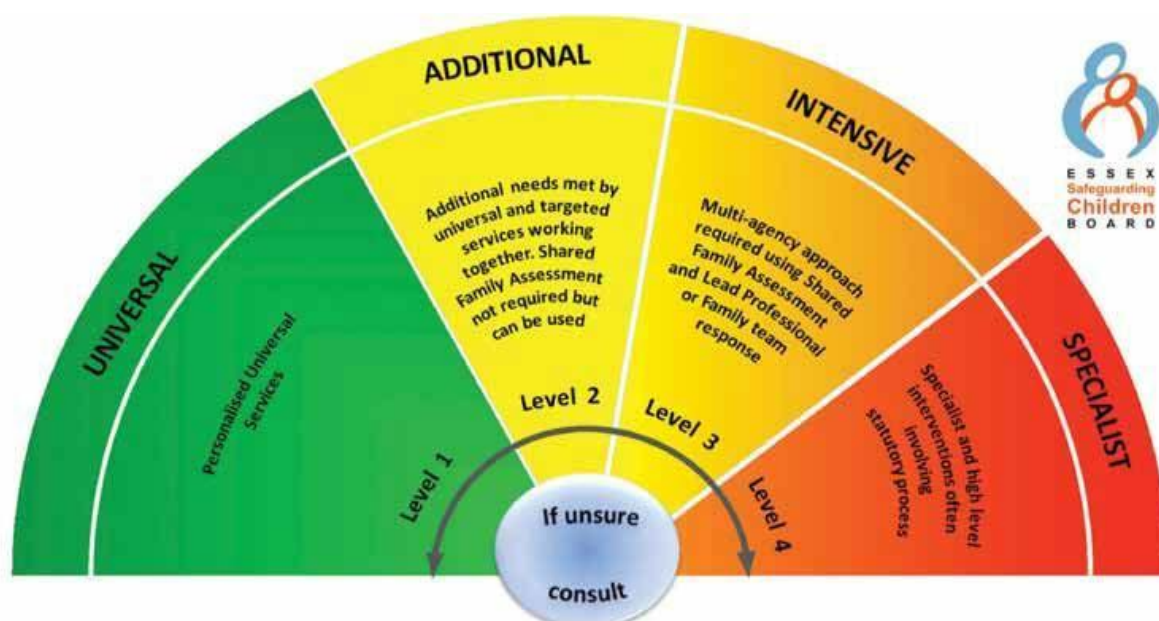 UNIVERSAL
Personalised Universal
Services
Level 1
ADDITIONAL
Additional needs met by
universal and targeted
services working
together. Shared
Family Assessment
not required but
can be used
Level 2
INTENSIVE
Multi-agency approach
required using Shared
Family Assessment
and Lead Professional
or Family team
response
Level 3
SPECIALIST
Specialist and high level
interventions often
involving
statutory process
Level 4
If unsure
consult
ESSEX
Safeguarding
Children
BOARD